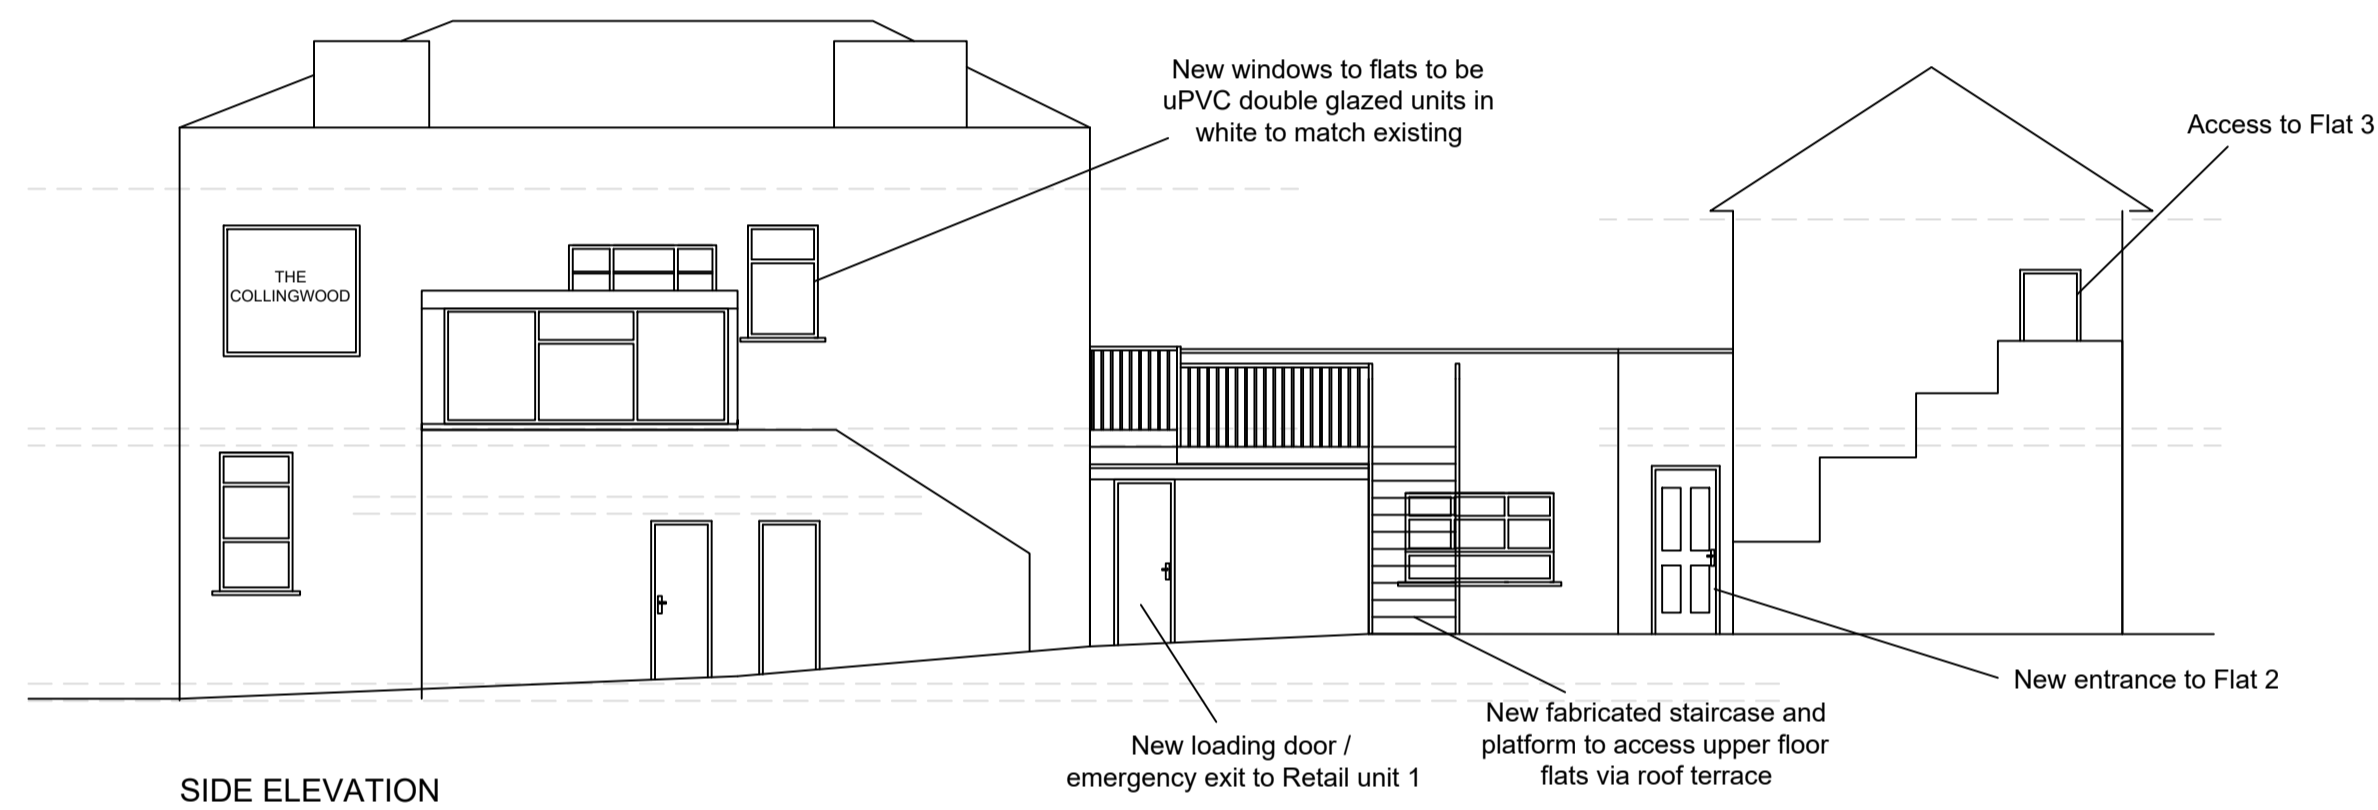 New windows to flats to be
uPVC double glazed units in
white to match existing
Access to Flat 3
THE
COLLINGWOOD
New entrance to Flat 2
New fabricated staircase and
platform to access upper floor
flats via roof terrace
New loading door /
emergency exit to Retail unit 1
SIDE ELEVATION